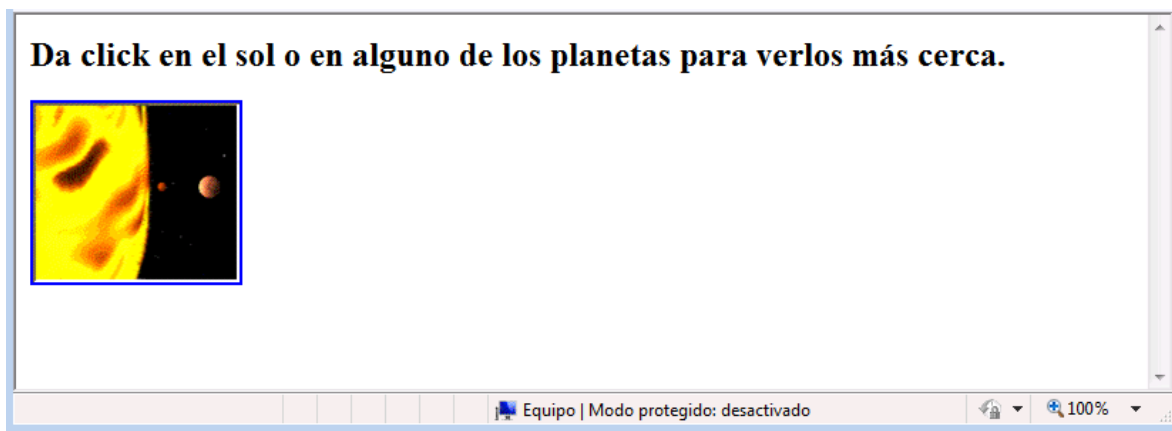 Da click en el sol o en alguno de los planetas para verlos más cerca.
Equipo | Modo protegido: desactivado
100%